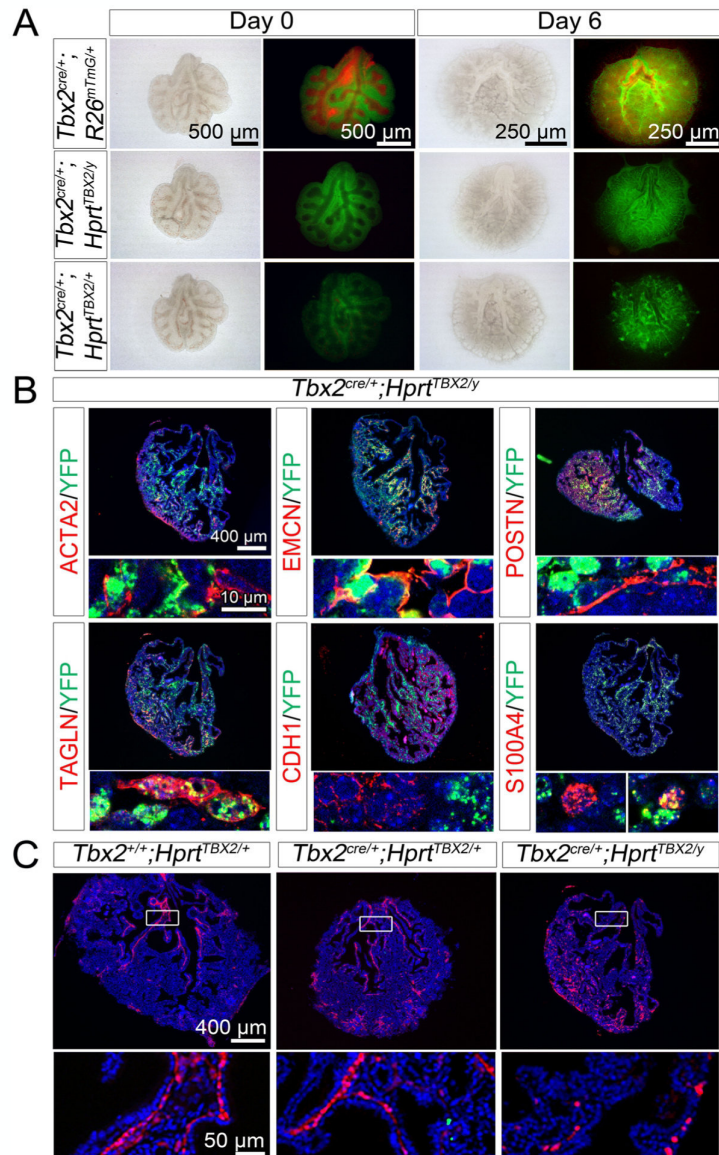 A
Day 0
Day 6
Tbx2cre/+;
R26mTmG/+
500 µm
500 µm
250 µm
250 µm
Tbx2cre/+;
HprtTBX2/y
Tbx2cre/+;
HprtTBX2/+
B
Tbx2cre/+;HprtTBX2/y
ACTA2/YFP
400 µm
10 µm
EMCN/YFP
POSTN/YFP
TAGLN/YFP
CDH1/YFP
S100A4/YFP
C
Tbx2+/+;HprtTBX2/+
Tbx2cre/+;HprtTBX2/+
Tbx2cre/+;HprtTBX2/y
400 µm
50 µm